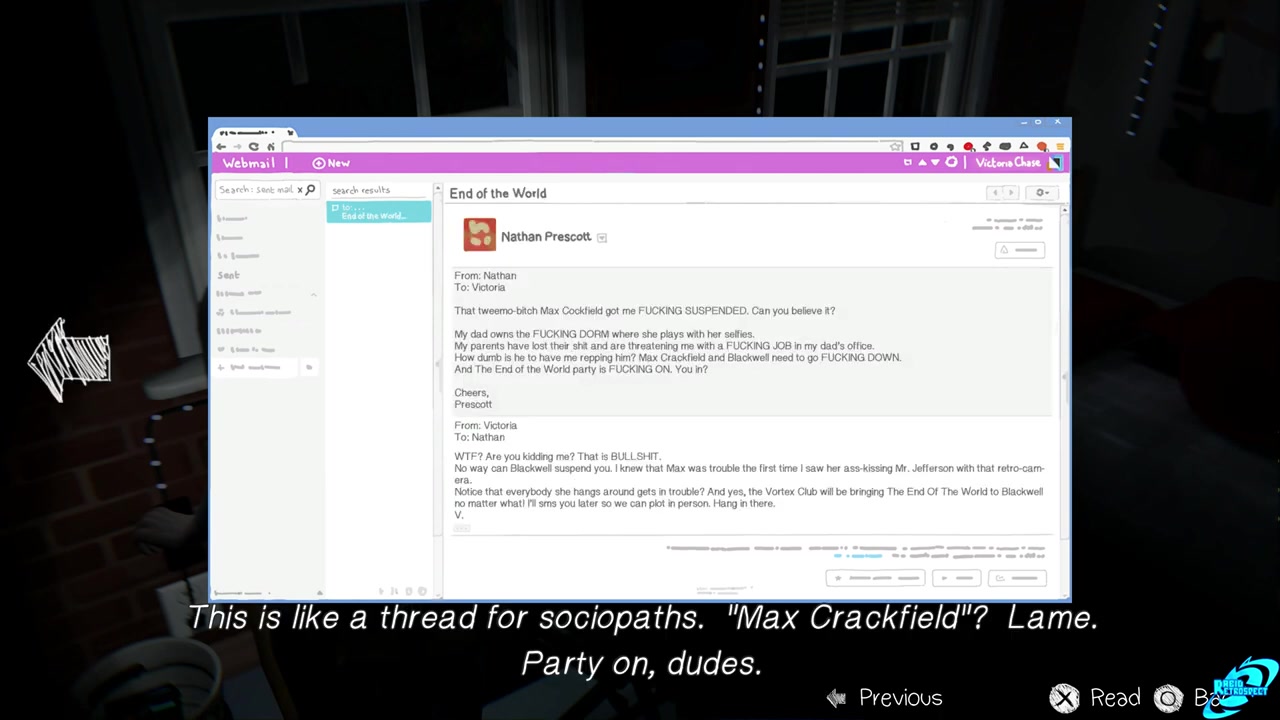 Webmail | New
Victoria Chase
Search: sent mail x
search results
End of the World
to: ...
End of the World...
Nathan Prescott
Sent
From: Nathan
To: Victoria
That tweemo-bitch Max Cockfield got me FUCKING SUSPENDED. Can you believe it?
My dad owns the FUCKING DORM where she plays with her selfies.
My parents have lost their shit and are threatening me with a FUCKING JOB in my dad's office.
How dumb is he to have me repping him? Max Crackfield and Blackwell need to go FUCKING DOWN.
And The End of the World party is FUCKING ON. You in?
Cheers,
Prescott
From: Victoria
To: Nathan
WTF? Are you kidding me? That is BULLSHIT.
No way can Blackwell suspend you. I knew that Max was trouble the first time I saw her ass-kissing Mr. Jefferson with that retro-cam-
era.
Notice that everybody she hangs around gets in trouble? And yes, the Vortex Club will be bringing The End Of The World to Blackwell
no matter what! I'll sms you later so we can plot in person. Hang in there.
V.
This is like a thread for sociopaths. "Max Crackfield"? Lame.
Party on, dudes.
Previous
Read
Ba
RETROSPECT